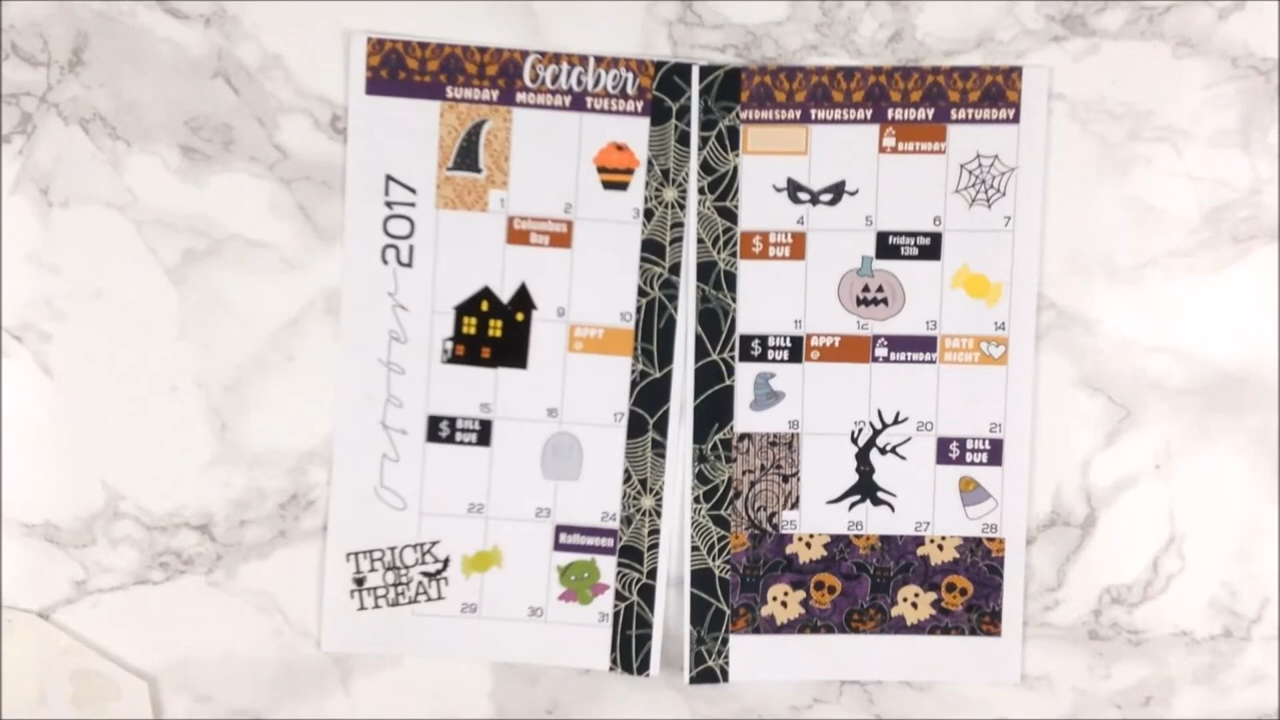 October
SUNDAY MONDAY TUESDAY
1 2 3
Columbus
Day
9 10
APPT
@
15 16 17
$ BILL
DUE
22 23 24
Halloween
29 30 31
October 2017
TRICK
OR
TREAT
WEDNESDAY THURSDAY FRIDAY SATURDAY
BIRTHDAY
4 5 6 7
$ BILL
DUE
Friday the
13th
11 12 13 14
$ BILL
DUE
APPT
@
BIRTHDAY
DATE
NIGHT
18 19 20 21
$ BILL
DUE
25 26 27 28